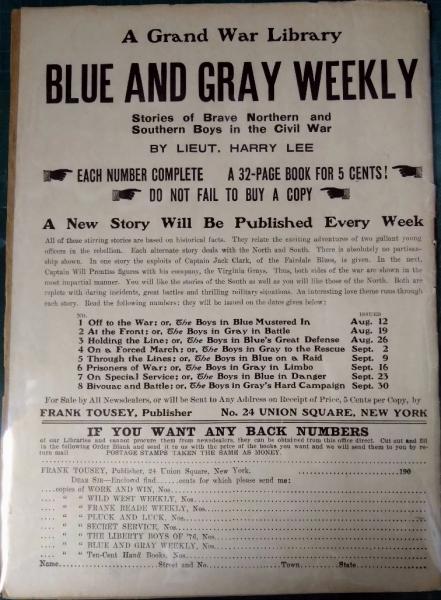 A Grand War Library
BLUE AND GRAY WEEKLY
Stories of Brave Northern and
Southern Boys in the Civil War
BY LIEUT. HARRY LEE
EACH NUMBER COMPLETE A 32-PAGE BOOK FOR 5 CENTS!
DO NOT FAIL TO BUY A COPY
A New Story Will Be Published Every Week
All of these stirring stories are based on historical facts. They relate the exciting adventures of two gallant young
officers in the rebellion. Each alternate story deals with the North and South. There is absolutely no partisan-
ship shown. In one story the exploits of Captain Jack Clark, of the Fairdale Blues, is given. In the next,
Captain Will Prentiss figures with his company, the Virginia Grays. Thus, both sides of the war are shown in the
most impartial manner. You will like the stories of the South as well as you will like those of the North. Both are
replete with daring incidents, great battles and thrilling military situations. An interesting love theme runs through
each story. Read the following numbers; they will be issued on the dates given below:
NO. ISSUED
1 Off to the War; or, The Boys in Blue Mustered In Aug. 12
2 At the Front; or, The Boys in Gray in Battle Aug. 19
3 Holding the Line; or, The Boys in Blue's Great Defense Aug. 26
4 On a Forced March; or, The Boys in Gray to the Rescue Sept. 2
5 Through the Lines; or, The Boys in Blue on a Raid Sept. 9
6 Prisoners of War; or, The Boys in Gray in Limbo Sept. 16
7 On Special Service; or, The Boys in Blue in Danger Sept. 23
8 Bivouac and Battle; or, The Boys in Gray's Hard Campaign Sept. 30
For Sale by All Newsdealers, or will be Sent to Any Address on Receipt of Price, 5 Cents per Copy, by
FRANK TOUSEY, Publisher No. 24 UNION SQUARE, NEW YORK
IF YOU WANT ANY BACK NUMBERS
of our Libraries and cannot procure them from newsdealers, they can be obtained from this office direct. Cut out and fill
in the following Order Blank and send it to us with the price of the books you want and we will send them to you by re-
turn mail POSTAGE STAMPS TAKEN THE SAME AS MONEY.
FRANK TOUSEY, Publisher, 24 Union Square, New York. 190
DEAR SIR—Enclosed find......cents for which please send me:
....copies of WORK AND WIN, Nos
.... " " WILD WEST WEEKLY, Nos
.... " " FRANK READE WEEKLY, Nos
.... " " PLUCK AND LUCK, Nos
.... " " SECRET SERVICE, Nos
.... " " THE LIBERTY BOYS OF '76, Nos
.... " " BLUE AND GRAY WEEKLY, Nos
.... " " Ten-Cent Hand Books, Nos
Name Street and No. Town State